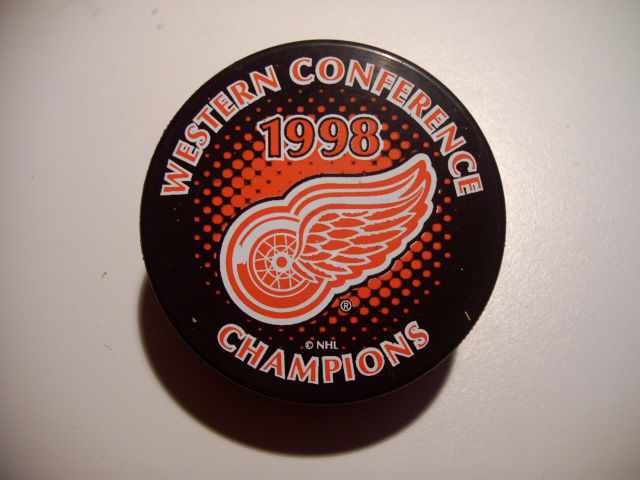 WESTERN CONFERENCE
1998
®
© NHL
CHAMPIONS